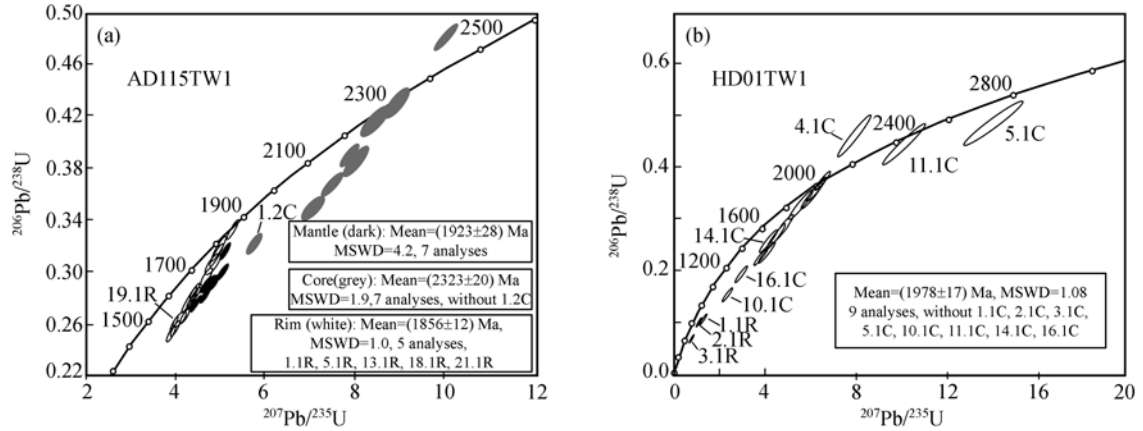 (a)
AD115TW1
0.50
0.46
0.42
0.38
0.34
0.30
0.26
0.22
²⁰⁶Pb/²³⁸U
2500
2300
2100
1900
1.2C
1700
19.1R
1500
Mantle (dark): Mean=(1923±28) Ma
MSWD=4.2, 7 analyses
Core(grey): Mean=(2323±20) Ma
MSWD=1.9,7 analyses, without 1.2C
Rim (white): Mean=(1856±12) Ma,
MSWD=1.0, 5 analyses,
1.1R, 5.1R, 13.1R, 18.1R, 21.1R
2 4 6 8 10 12
²⁰⁷Pb/²³⁵U
(b)
HD01TW1
0.6
0.4
0.2
0.0
²⁰⁶Pb/²³⁸U
2800
4.1C
2400
5.1C
11.1C
2000
1600
14.1C
1200
16.1C
10.1C
1.1R
2.1R
3.1R
Mean=(1978±17) Ma, MSWD=1.08
9 analyses, without 1.1C, 2.1C, 3.1C,
5.1C, 10.1C, 11.1C, 14.1C, 16.1C
0 4 8 12 16 20
²⁰⁷Pb/²³⁵U